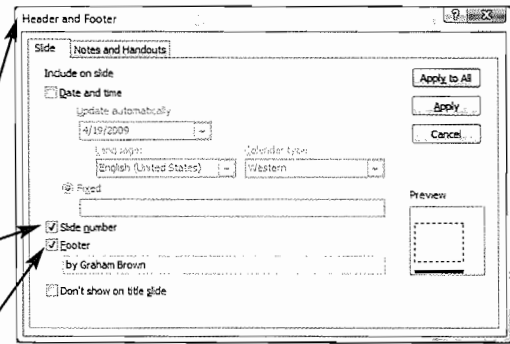 Header and Footer
Slide
Notes and Handouts
Include on slide
Date and time
Update automatically
4/19/2009
Language:
Calendar type:
English (United States)
Western
Fixed
Slide number
Footer
by Graham Brown
Don't show on title slide
Apply to All
Apply
Cancel
Preview